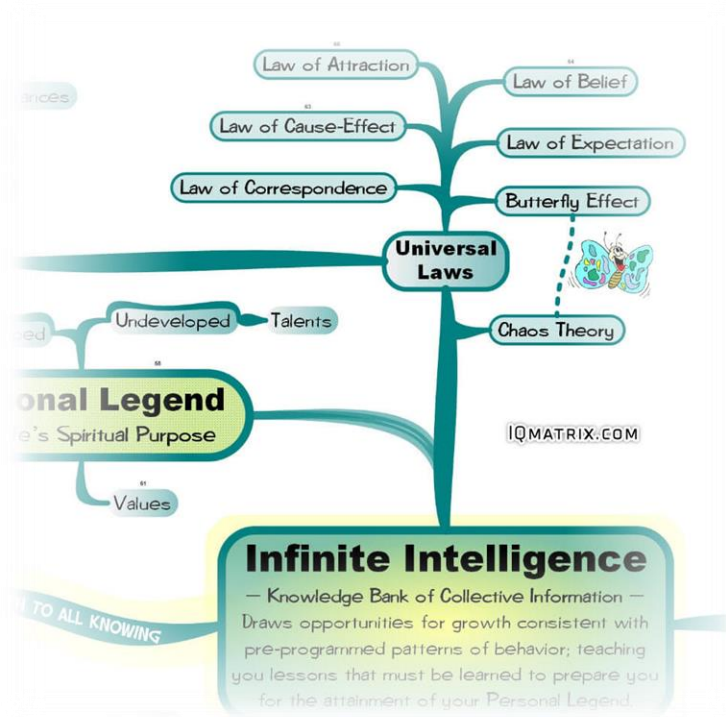 Law of Attraction
Law of Belief
Law of Cause-Effect
Law of Expectation
Law of Correspondence
Butterfly Effect
Universal
Laws
Undeveloped
Talents
Chaos Theory
Legend
Spiritual Purpose
IQMATRIX.COM
Values
Infinite Intelligence
— Knowledge Bank of Collective Information —
Draws opportunities for growth consistent with
pre-programmed patterns of behavior; teaching
you lessons that must be learned to prepare you
for the attainment of your Personal Legend.
TO ALL KNOWING